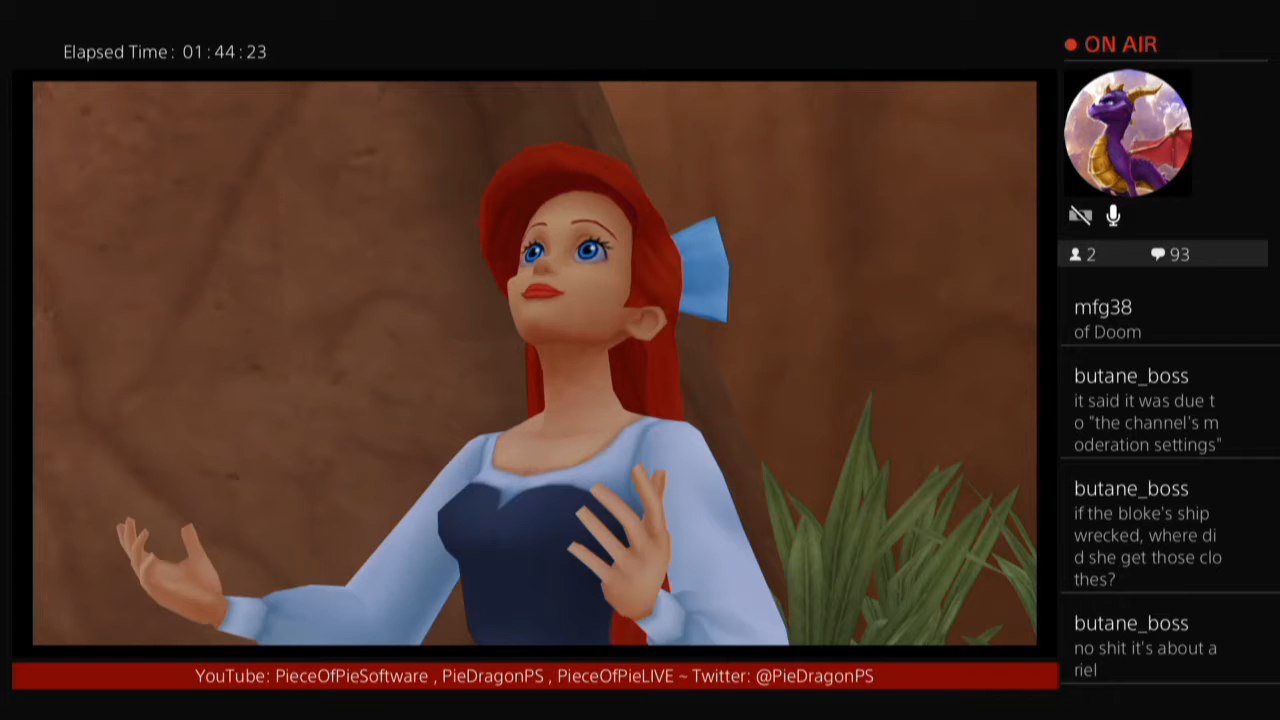 Elapsed Time: 01:44:23
ON AIR
2 93
mfg38
of Doom
butane_boss
it said it was due t
o "the channel's m
oderation settings"
butane_boss
if the bloke's ship
wrecked, where di
d she get those clo
thes?
butane_boss
no shit it's about a
riel
YouTube: PieceOfPieSoftware , PieDragonPS , PieceOfPieLIVE ~ Twitter: @PieDragonPS